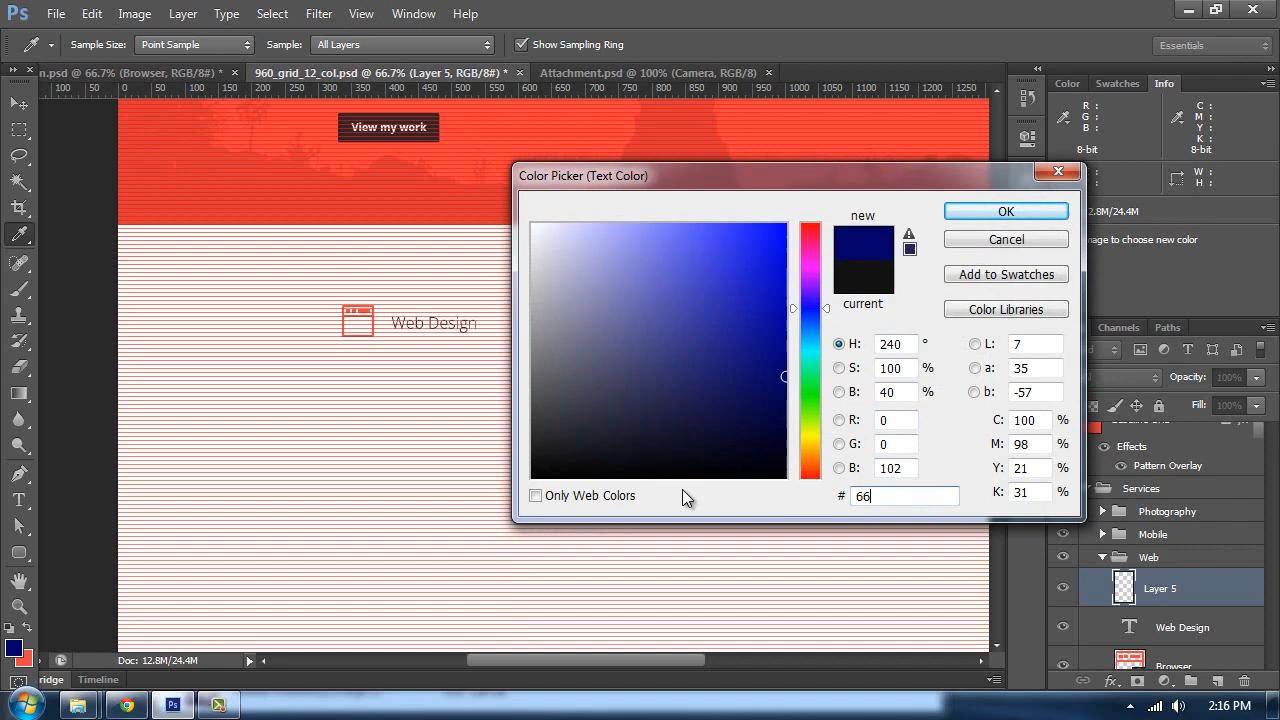 Ps File Edit Image Layer Type Select Filter View Window Help
Sample Size: Point Sample Sample: All Layers Show Sampling Ring Essentials
n.psd @ 66.7% (Browser, RGB/8#) * × 960_grid_12_col.psd @ 66.7% (Layer 5, RGB/8#) * × Attachment.psd @ 100% (Camera, RGB/8) × Color Swatches Info
100 50 0 50 100 150 200 250 300 350 400 450 500 550 600 650 700 750 800 850 900 950 1000 1050 1100 1150 1200 1250
R : C :
G : M :
B : Y :
K :
8-bit 8-bit
W :
H :
View my work
Color Picker (Text Color)
new
OK
2.8M/24.4M
Cancel
mage to choose new color
Add to Swatches
current
Color Libraries
Channels Paths
H: 240 ° L: 7
S: 100 % a: 35
B: 40 % b: -57
R: 0 C: 100 %
G: 0 M: 98 %
B: 102 Y: 21 %
Only Web Colors # 66 K: 31 %
Opacity: 100%
Fill: 100%
Effects
Pattern Overlay
Services
Photography
Mobile
Web
Layer 5
Web Design
Browser
Web Design
Doc: 12.8M/24.4M
ridge Timeline
Ps
2:16 PM